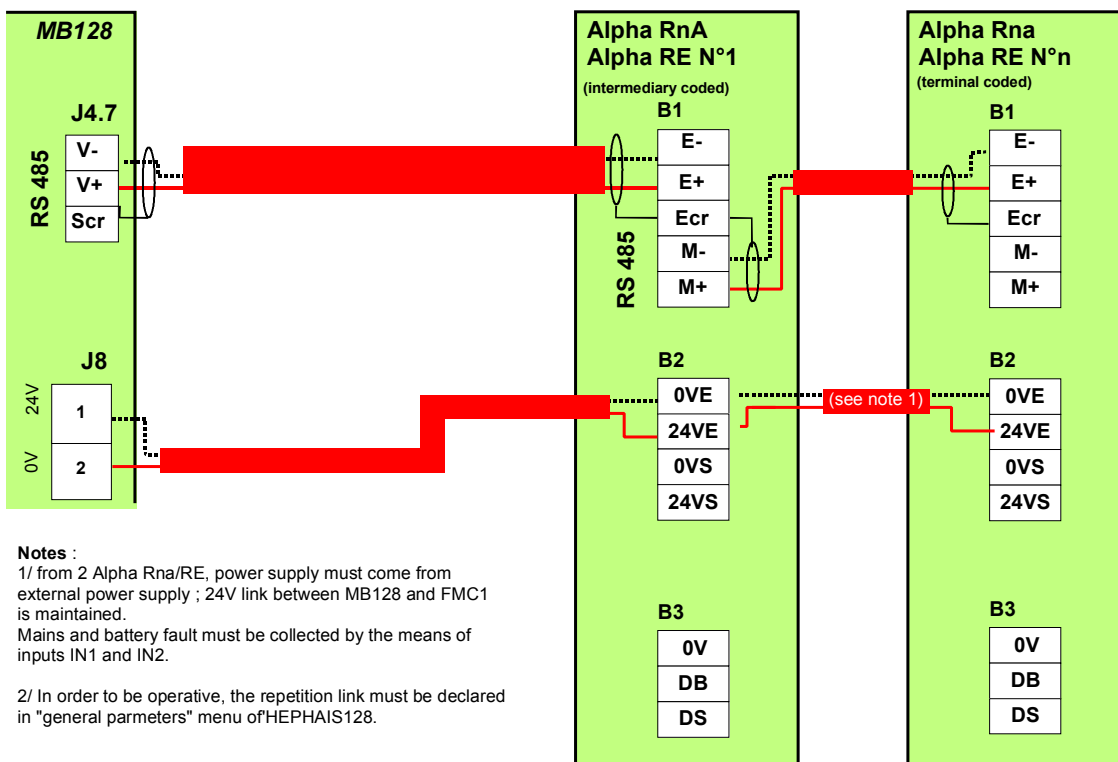 MB128
J4.7
RS 485
V-
V+
Scr
J8
24V
0V
1
2
Alpha RnA
Alpha RE N°1
(intermediary coded)
B1
E-
E+
Ecr
M-
M+
RS 485
B2
0VE
24VE
0VS
24VS
B3
0V
DB
DS
(see note 1)
Alpha Rna
Alpha RE N°n
(terminal coded)
B1
E-
E+
Ecr
M-
M+
B2
0VE
24VE
0VS
24VS
B3
0V
DB
DS
Notes :
1/ from 2 Alpha Rna/RE, power supply must come from
external power supply ; 24V link between MB128 and FMC1
is maintained.
Mains and battery fault must be collected by the means of
inputs IN1 and IN2.
2/ In order to be operative, the repetition link must be declared
in "general parmeters" menu of'HEPHAIS128.